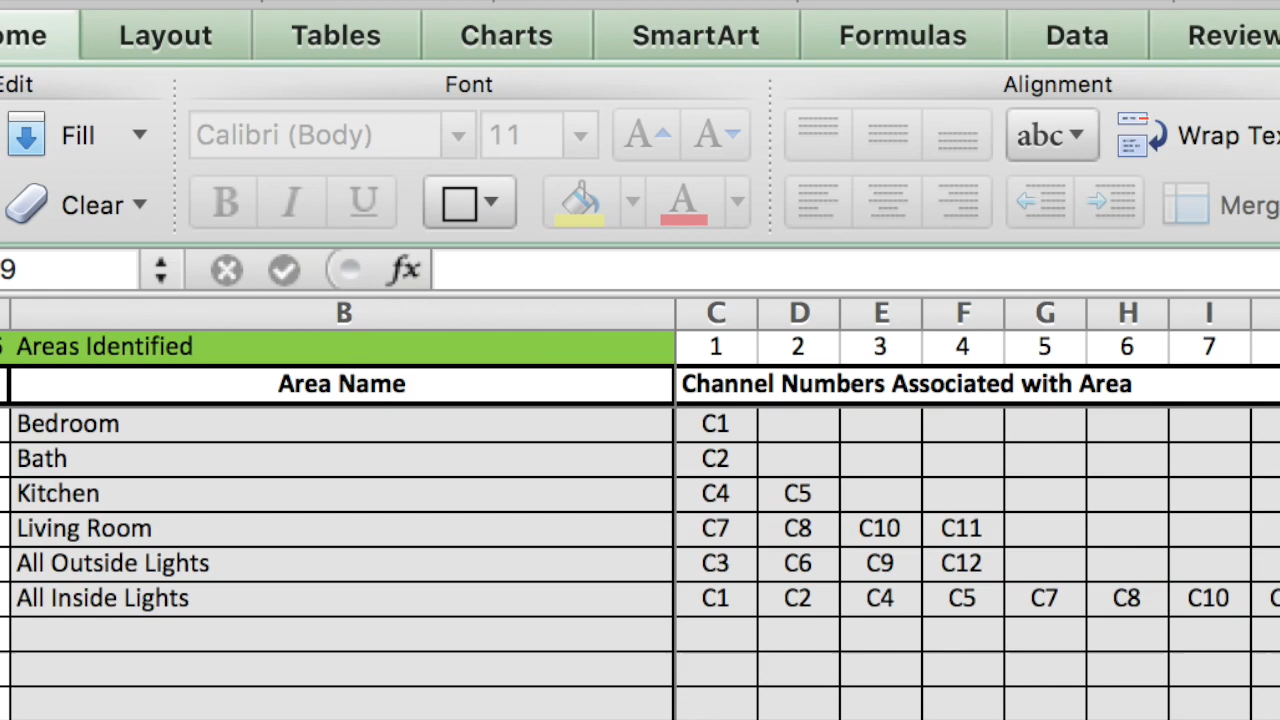 ome Layout Tables Charts SmartArt Formulas Data Review
Edit Font Alignment
Fill Calibri (Body) 11 A A abc Wrap Tex
Clear B I U A Merg
9 fx
B C D E F G H I
Areas Identified 1 2 3 4 5 6 7
Area Name Channel Numbers Associated with Area
Bedroom C1
Bath C2
Kitchen C4 C5
Living Room C7 C8 C10 C11
All Outside Lights C3 C6 C9 C12
All Inside Lights C1 C2 C4 C5 C7 C8 C10 C